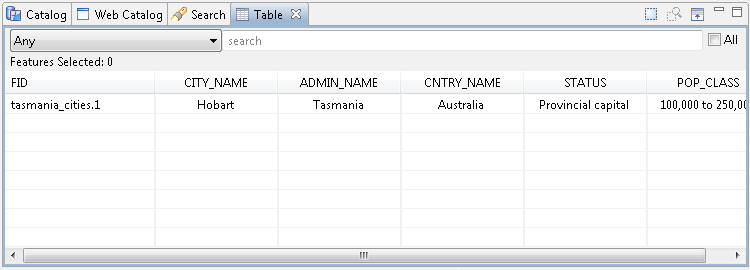 Catalog Web Catalog Search Table
Any search All
Features Selected: 0
FID CITY_NAME ADMIN_NAME CNTRY_NAME STATUS POP_CLASS
tasmania_cities.1 Hobart Tasmania Australia Provincial capital 100,000 to 250,00